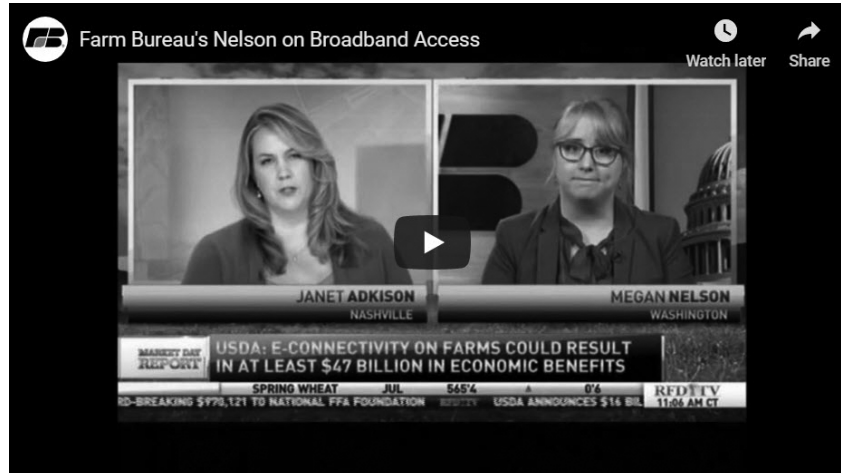 Farm Bureau's Nelson on Broadband Access
Watch later
Share
JANET ADKISON
NASHVILLE
MEGAN NELSON
WASHINGTON
MARKET DAY
REPORT
USDA: E-CONNECTIVITY ON FARMS COULD RESULT
IN AT LEAST $47 BILLION IN ECONOMIC BENEFITS
SPRING WHEAT JUL 565'4 ▲ 0'6
RD-BREAKING $970,121 TO NATIONAL FFA FOUNDATION RFDTV USDA ANNOUNCES $16 BIL
RFDTV
11:06 AM CT